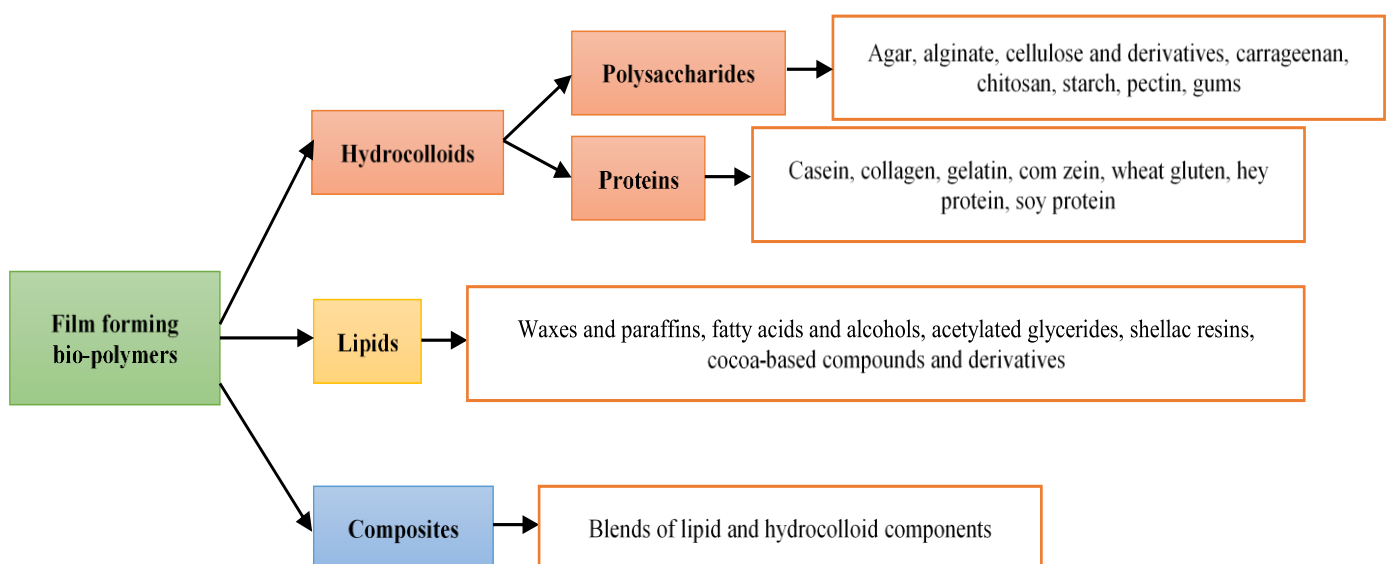 Polysaccharides
Agar, alginate, cellulose and derivatives, carrageenan,
chitosan, starch, pectin, gums
Hydrocolloids
Proteins
Casein, collagen, gelatin, com zein, wheat gluten, hey
protein, soy protein
Film forming
bio-polymers
Lipids
Waxes and paraffins, fatty acids and alcohols, acetylated glycerides, shellac resins,
cocoa-based compounds and derivatives
Composites
Blends of lipid and hydrocolloid components